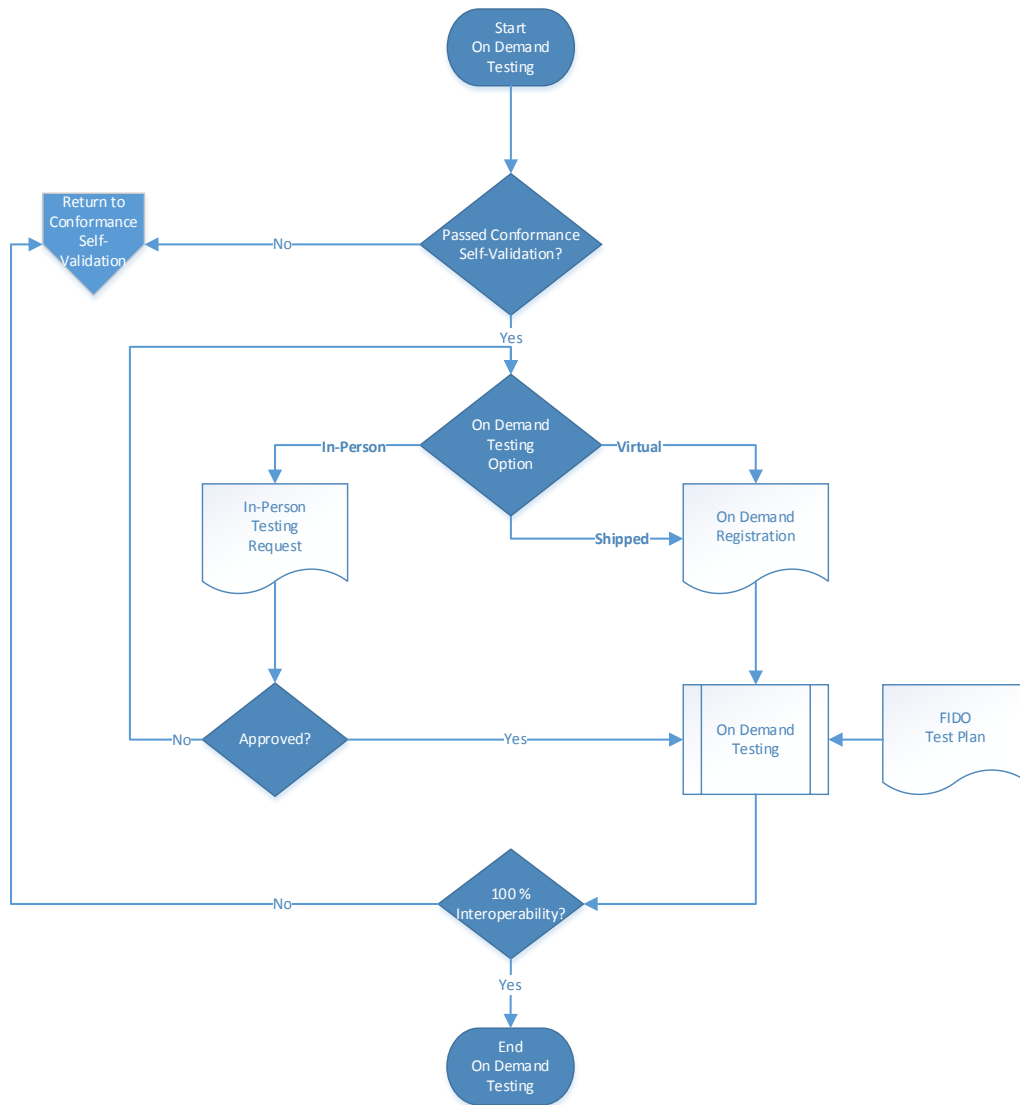 Start
On Demand
Testing
Return to
Conformance
Self-
Validation
No
Passed Conformance
Self-Validation?
Yes
On Demand
Testing
Option
In-Person
Virtual
In-Person
Testing
Request
Shipped
On Demand
Registration
No
Approved?
Yes
On Demand
Testing
FIDO
Test Plan
No
100 %
Interoperability?
Yes
End
On Demand
Testing